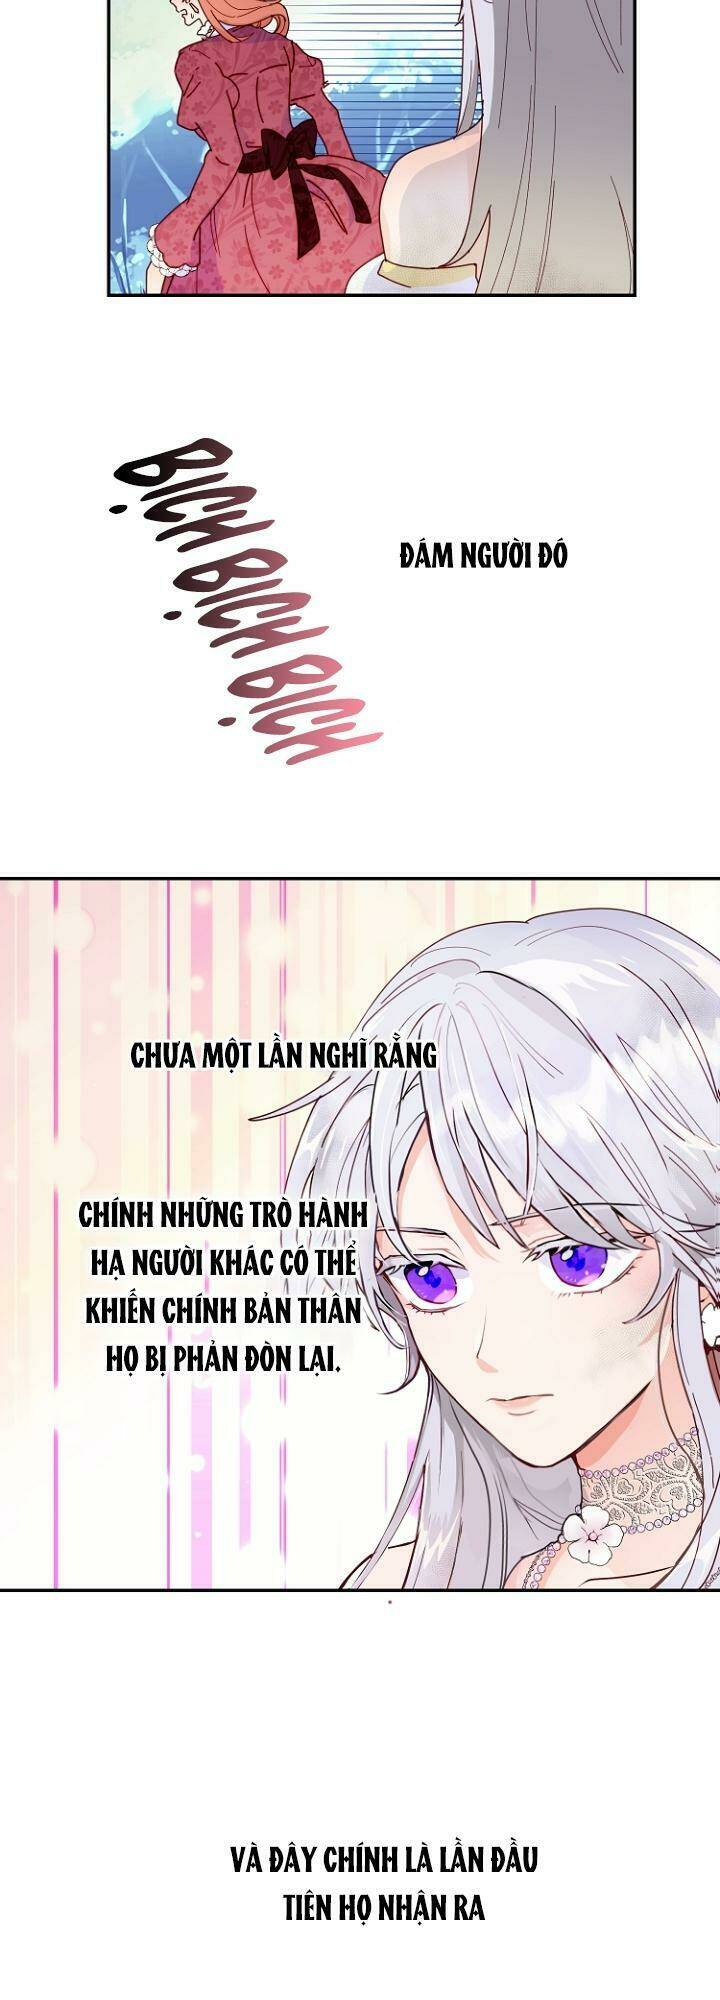 BỊCH BỊCH BỊCH
ĐÁM NGƯỜI ĐÓ
CHƯA MỘT LẦN NGHĨ RẰNG
CHÍNH NHỮNG TRÒ HÀNH
HẠ NGƯỜI KHÁC CÓ THỂ
KHIẾN CHÍNH BẢN THÂN
HỌ BỊ PHẢN ĐÒN LẠI.
VÀ ĐÂY CHÍNH LÀ LẦN ĐẦU
TIÊN HỌ NHẬN RA